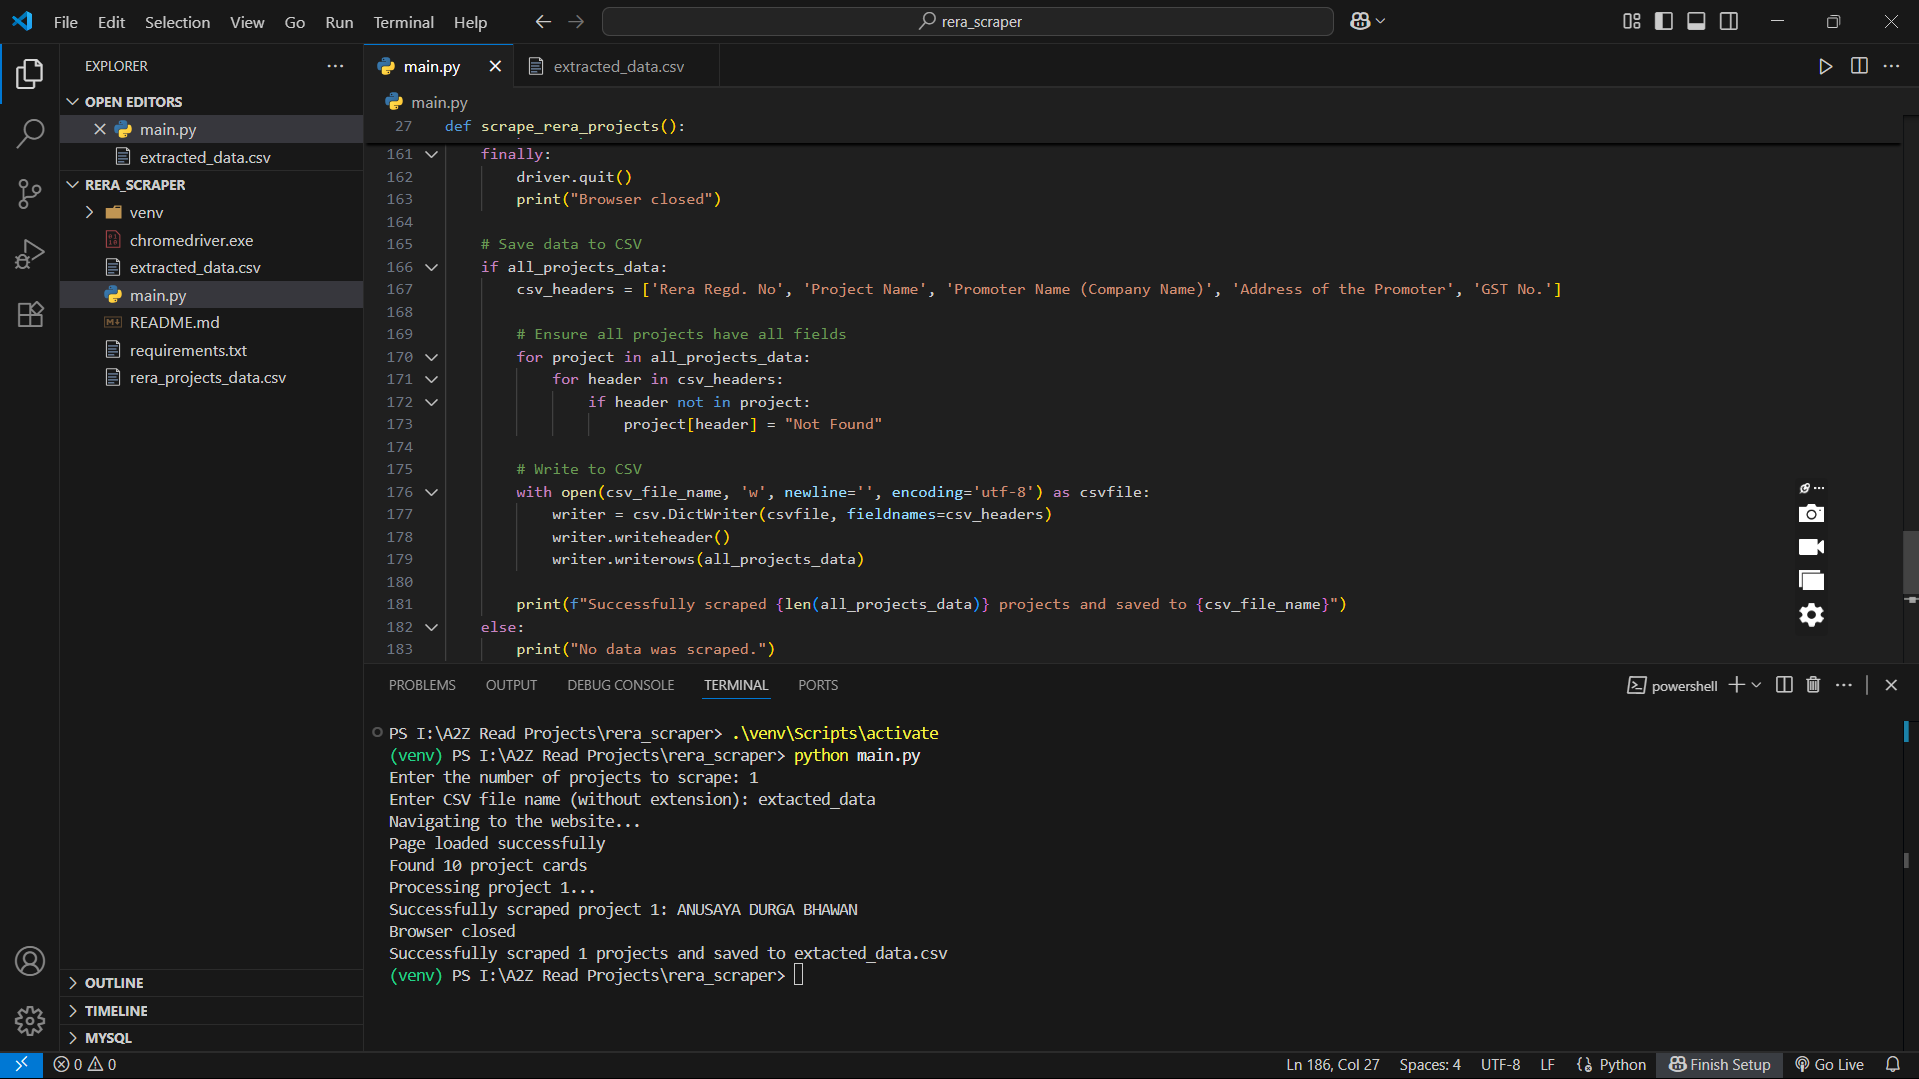 File Edit Selection View Go Run Terminal Help
rera_scraper
EXPLORER
OPEN EDITORS
main.py
extracted_data.csv
RERA_SCRAPER
venv
chromedriver.exe
extracted_data.csv
main.py
README.md
requirements.txt
rera_projects_data.csv
OUTLINE
TIMELINE
MYSQL
main.py extracted_data.csv
main.py
27 def scrape_rera_projects():
161 finally:
162 driver.quit()
163 print("Browser closed")
164
165 # Save data to CSV
166 if all_projects_data:
167 csv_headers = ['Rera Regd. No', 'Project Name', 'Promoter Name (Company Name)', 'Address of the Promoter', 'GST No.']
168
169 # Ensure all projects have all fields
170 for project in all_projects_data:
171 for header in csv_headers:
172 if header not in project:
173 project[header] = "Not Found"
174
175 # Write to CSV
176 with open(csv_file_name, 'w', newline='', encoding='utf-8') as csvfile:
177 writer = csv.DictWriter(csvfile, fieldnames=csv_headers)
178 writer.writeheader()
179 writer.writerows(all_projects_data)
180
181 print(f"Successfully scraped {len(all_projects_data)} projects and saved to {csv_file_name}")
182 else:
183 print("No data was scraped.")
PROBLEMS OUTPUT DEBUG CONSOLE TERMINAL PORTS
powershell
PS I:\A2Z Read Projects\rera_scraper> .\venv\Scripts\activate
(venv) PS I:\A2Z Read Projects\rera_scraper> python main.py
Enter the number of projects to scrape: 1
Enter CSV file name (without extension): extacted_data
Navigating to the website...
Page loaded successfully
Found 10 project cards
Processing project 1...
Successfully scraped project 1: ANUSAYA DURGA BHAWAN
Browser closed
Successfully scraped 1 projects and saved to extacted_data.csv
(venv) PS I:\A2Z Read Projects\rera_scraper>
0 0
Ln 186, Col 27 Spaces: 4 UTF-8 LF Python Finish Setup Go Live